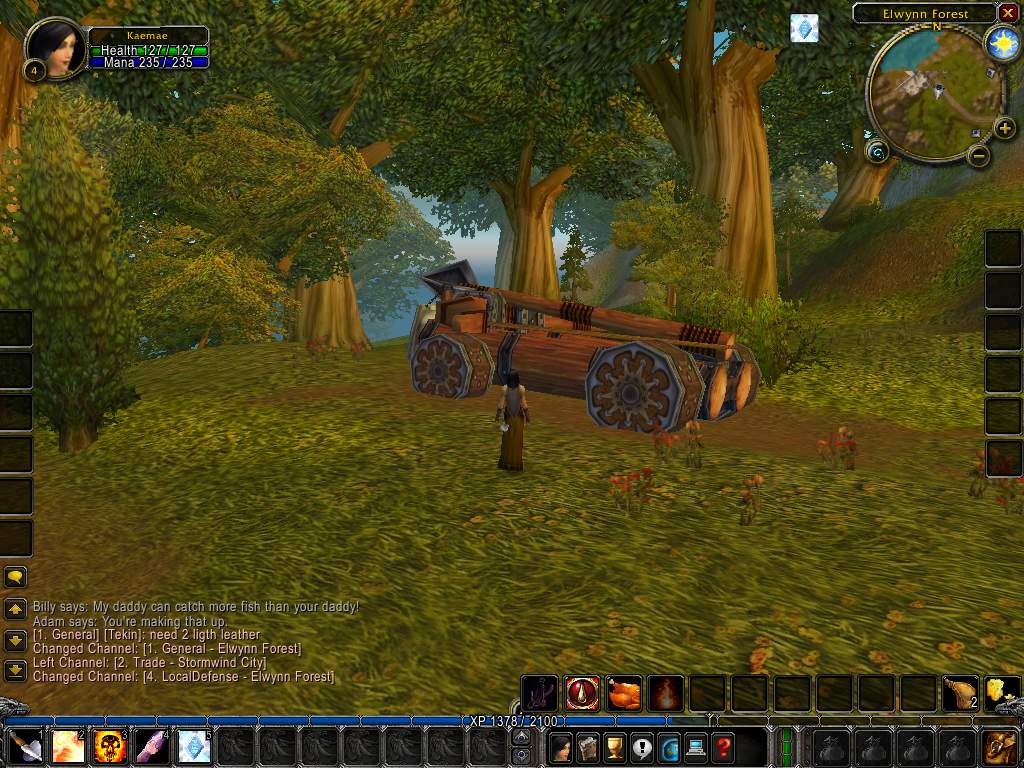 Kaemae
Health 127 / 127
Mana 235 / 235
4
Elwynn Forest
N
Billy says: My daddy can catch more fish than your daddy!
Adam says: You're making that up.
[1. General] [Tekin]: need 2 ligth leather
Changed Channel: [1. General - Elwynn Forest]
Left Channel: [2. Trade - Stormwind City]
Changed Channel: [4. LocalDefense - Elwynn Forest]
2
XP 1378 / 2100
2
4
5